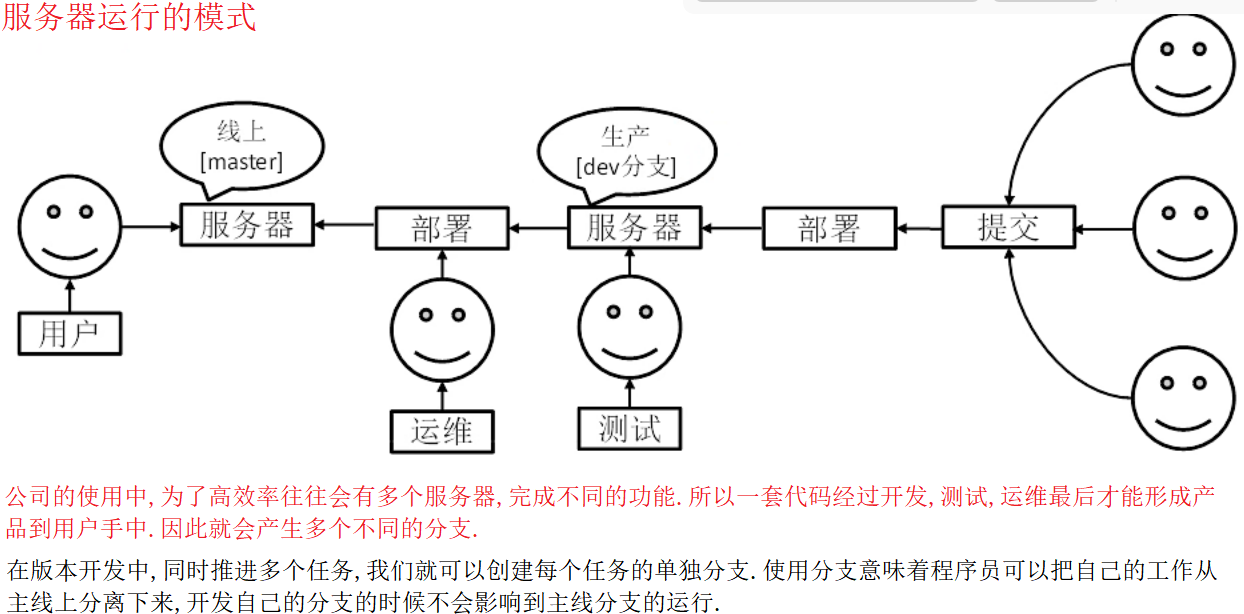 服务器运行的模式
线上
[master]
生产
[dev分支]
服务器
部署
服务器
部署
提交
用户
运维
测试
公司的使用中, 为了高效率往往会有多个服务器, 完成不同的功能. 所以一套代码经过开发, 测试, 运维最后才能形成产
品到用户手中. 因此就会产生多个不同的分支.
在版本开发中, 同时推进多个任务, 我们就可以创建每个任务的单独分支. 使用分支意味着程序员可以把自己的工作从
主线上分离下来, 开发自己的分支的时候不会影响到主线分支的运行.